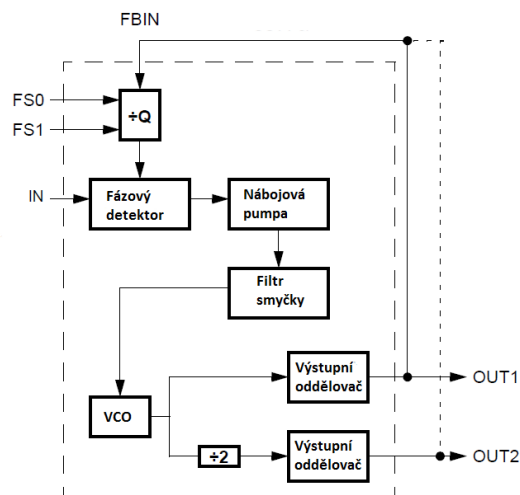 FBIN
FS0
FS1
÷Q
IN
Fázový
detektor
Nábojová
pumpa
Filtr
smyčky
Výstupní
oddělovač
OUT1
VCO
÷2
Výstupní
oddělovač
OUT2